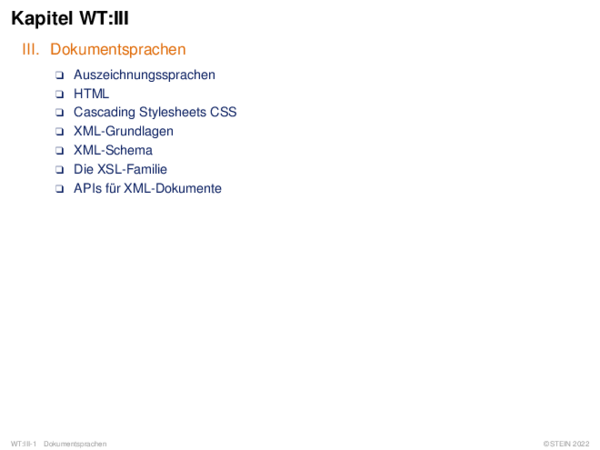 Kapitel WT:III
III. Dokumentsprachen
❑ Auszeichnungssprachen
❑ HTML
❑ Cascading Stylesheets CSS
❑ XML-Grundlagen
❑ XML-Schema
❑ Die XSL-Familie
❑ APIs für XML-Dokumente
WT:III-1 Dokumentsprachen ©STEIN 2022